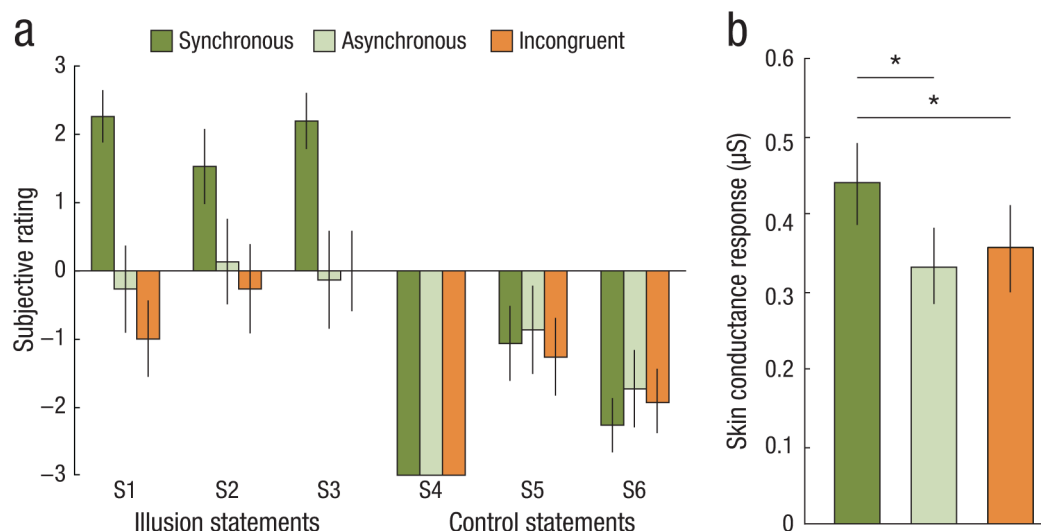 a
Synchronous Asynchronous Incongruent
3
2
1
0
−1
−2
−3
Subjective rating
S1 S2 S3 S4 S5 S6
Illusion statements Control statements
b
0.6
0.5
0.4
0.3
0.2
0.1
0
Skin conductance response (µS)
*
*